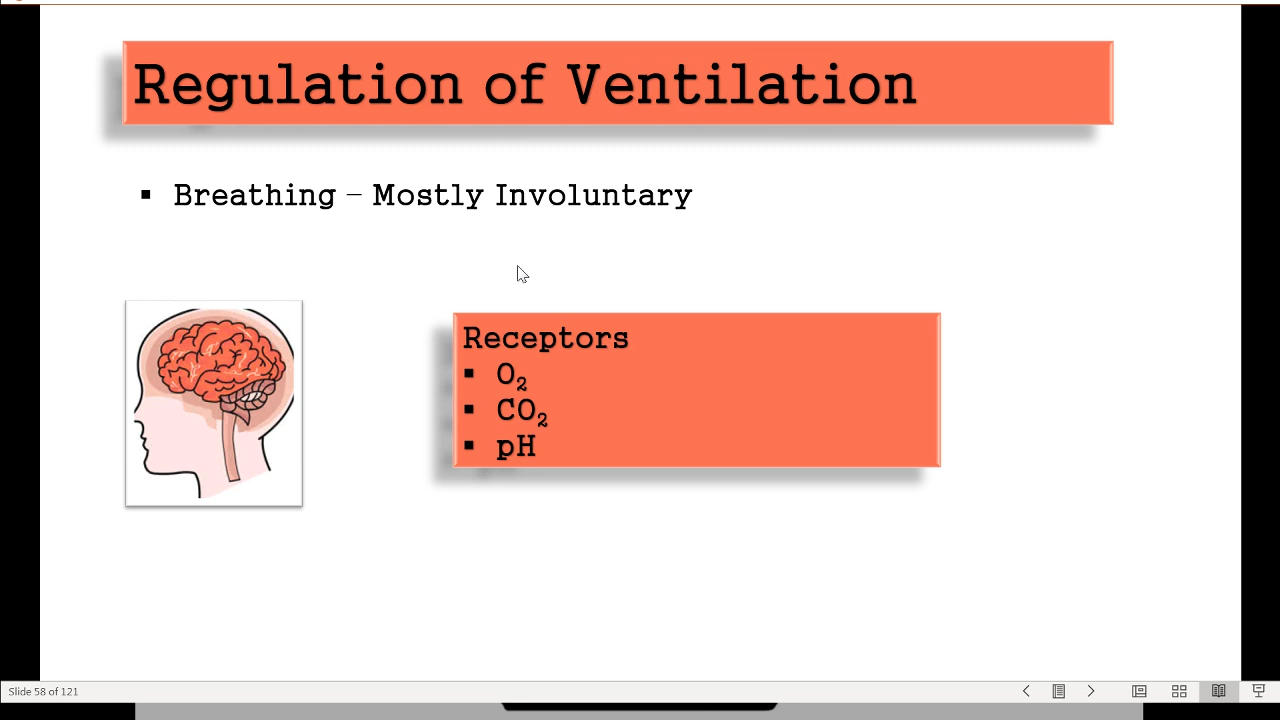 Regulation of Ventilation
▪ Breathing – Mostly Involuntary
Receptors
▪ O₂
▪ CO₂
▪ pH
Slide 58 of 121